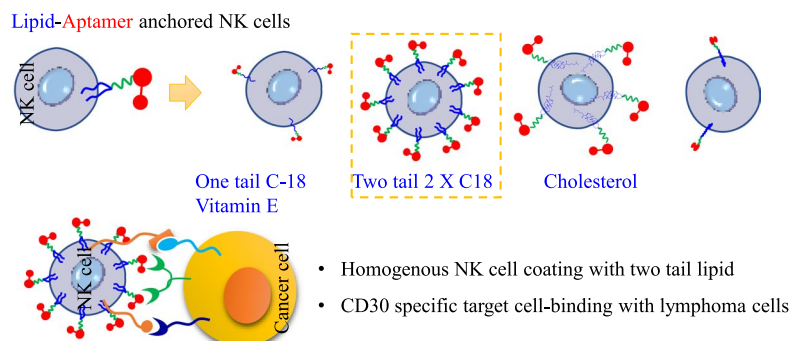 Lipid-Aptamer anchored NK cells
NK cell
One tail C-18
Vitamin E
Two tail 2 X C18
Cholesterol
NK cell
Cancer cell
• Homogenous NK cell coating with two tail lipid
• CD30 specific target cell-binding with lymphoma cells